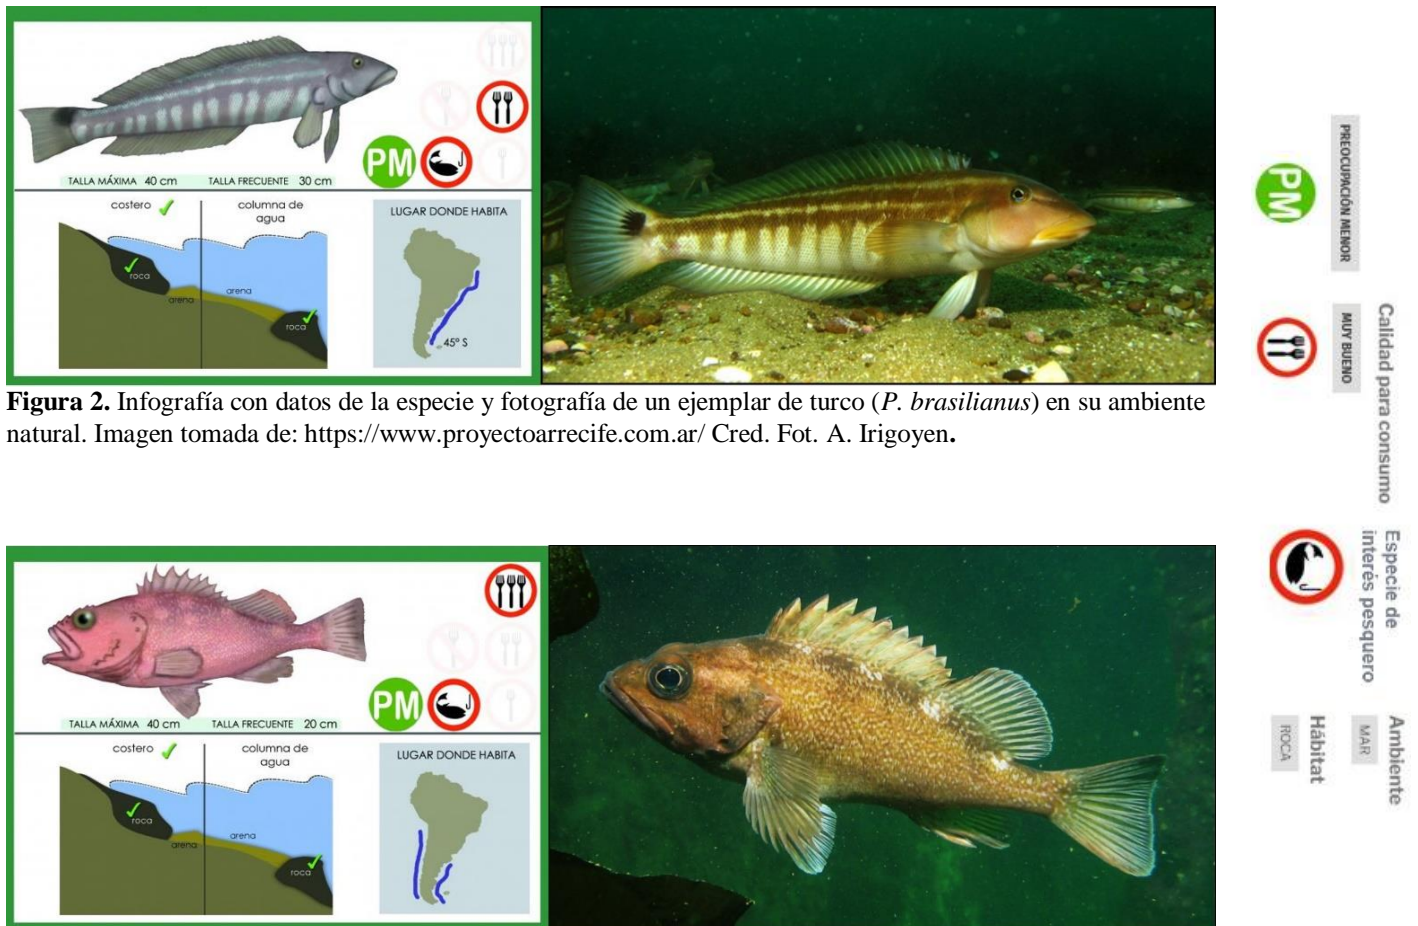 PM
TALLA MÁXIMA 40 cm TALLA FRECUENTE 30 cm
costero
columna de
agua
roca
arena
arena
roca
LUGAR DONDE HABITA
45º S
Figura 2. Infografía con datos de la especie y fotografía de un ejemplar de turco (P. brasilianus) en su ambiente
natural. Imagen tomada de: https://www.proyectoarrecife.com.ar/ Cred. Fot. A. Irigoyen.
PM
TALLA MÁXIMA 40 cm TALLA FRECUENTE 20 cm
costero
columna de
agua
roca
arena
arena
roca
LUGAR DONDE HABITA
PM
PREOCUPACIÓN MENOR
Calidad para consumo
MUY BUENO
Especie de
interés pesquero
Ambiente
MAR
Hábitat
ROCA